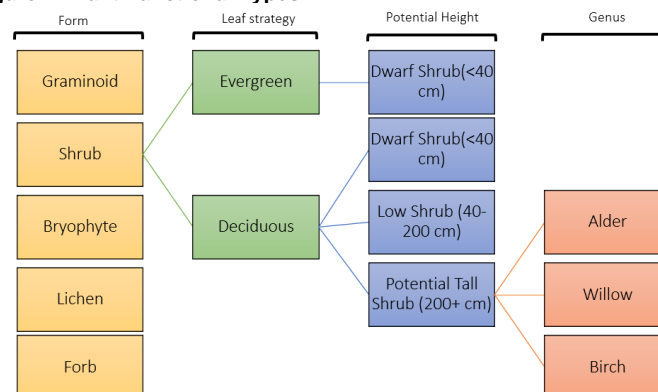 Form
Leaf strategy
Potential Height
Genus
Graminoid
Evergreen
Dwarf Shrub(<40
cm)
Shrub
Dwarf Shrub(<40
cm)
Bryophyte
Deciduous
Low Shrub (40-
200 cm)
Alder
Lichen
Potential Tall
Shrub (200+ cm)
Willow
Forb
Birch